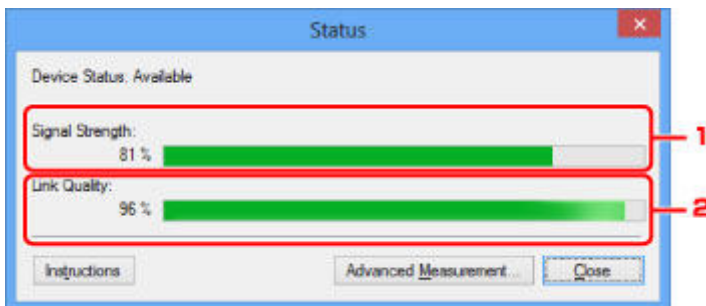 Status
Device Status: Available
Signal Strength:
81 %
1
Link Quality:
96 %
2
Instructions
Advanced Measurement...
Close